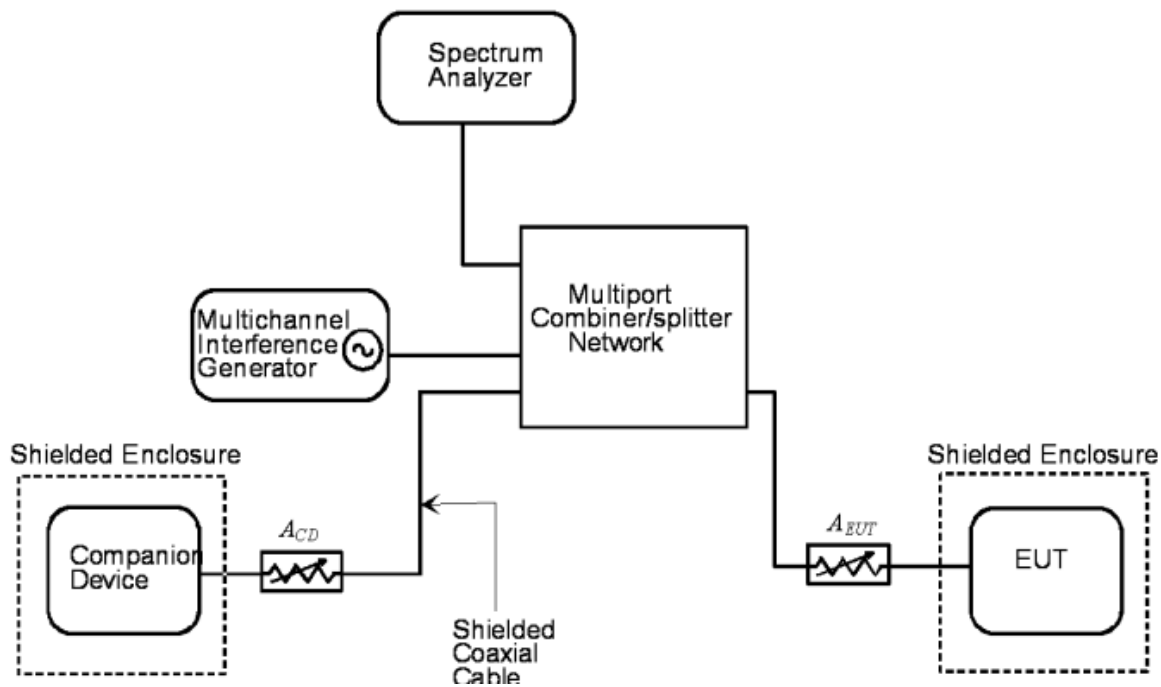 Spectrum
Analyzer
Multiport
Combiner/splitter
Network
Multichannel
Interference
Generator
Shielded Enclosure
Shielded Enclosure
A_CD
A_EUT
Companion
Device
EUT
Shielded
Coaxial
Cable